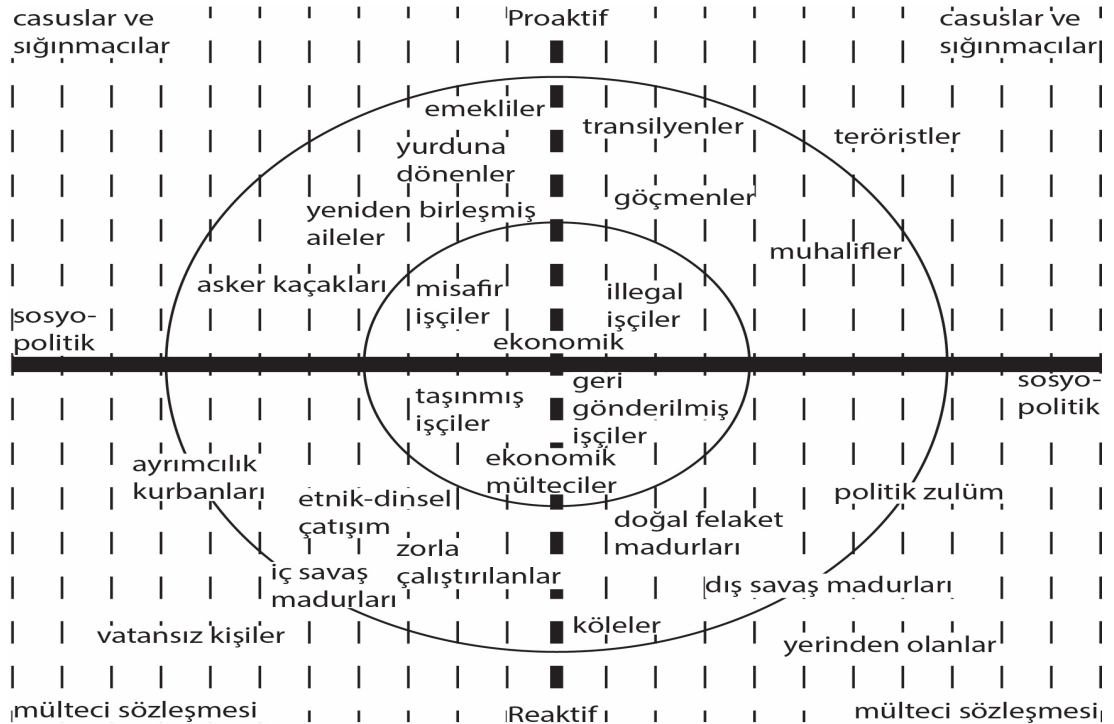 casuslar ve
sığınmacılar
Proaktif
casuslar ve
sığınmacılar
emekliler
transilyenler
teröristler
yurduna
dönenler
göçmenler
yeniden birleşmiş
aileler
muhalifler
asker kaçakları
misafir
işçiler
illegal
işçiler
sosyo-
politik
ekonomik
taşınmış
işçiler
geri
gönderilmiş
işçiler
sosyo-
politik
ekonomik
mülteciler
ayrımcılık
kurbanları
etnik-dinsel
çatışım
politik zulüm
doğal felaket
madurları
zorla
çalıştırılanlar
iç savaş
madurları
dış savaş madurları
vatansız kişiler
köleler
yerinden olanlar
mülteci sözleşmesi
Reaktif
mülteci sözleşmesi